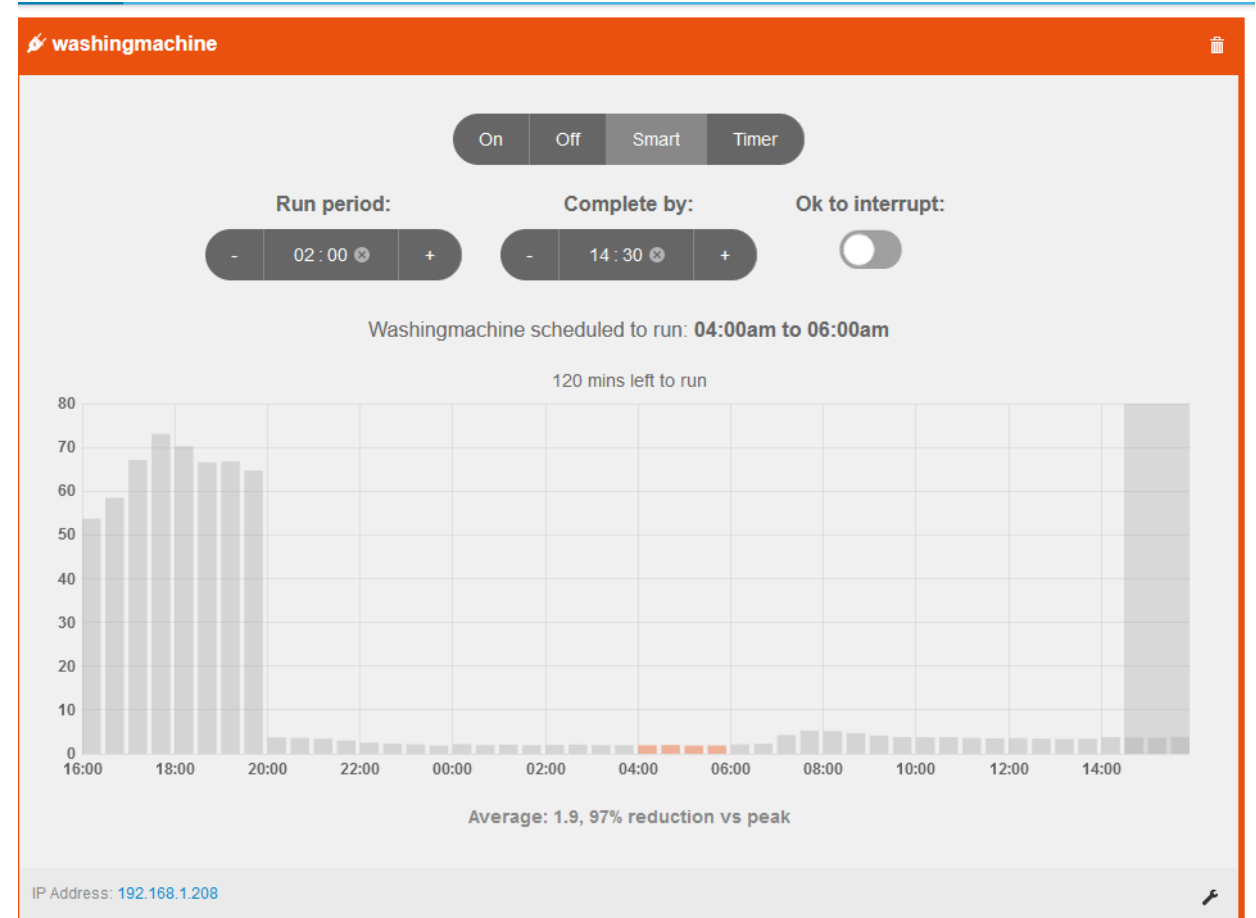 washingmachine
On Off Smart Timer
Run period: Complete by: Ok to interrupt:
- 02 : 00 + - 14 : 30 +
Washingmachine scheduled to run: 04:00am to 06:00am
120 mins left to run
80
70
60
50
40
30
20
10
0
16:00 18:00 20:00 22:00 00:00 02:00 04:00 06:00 08:00 10:00 12:00 14:00
Average: 1.9, 97% reduction vs peak
IP Address: 192.168.1.208